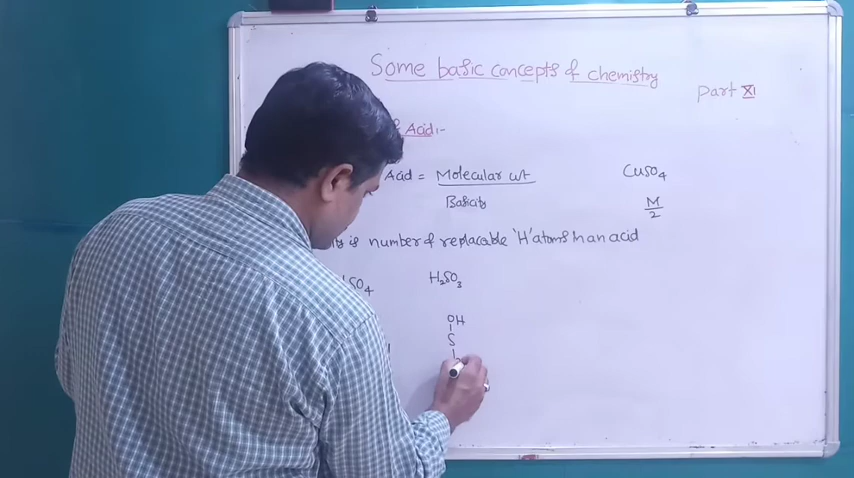 Some basic concepts of chemistry
Part XI
Acid:-
Acid = Molecular wt
Basicity
CuSO4
M
2
is number of replacable 'H' atoms in an acid
SO4
H2SO3
OH
S